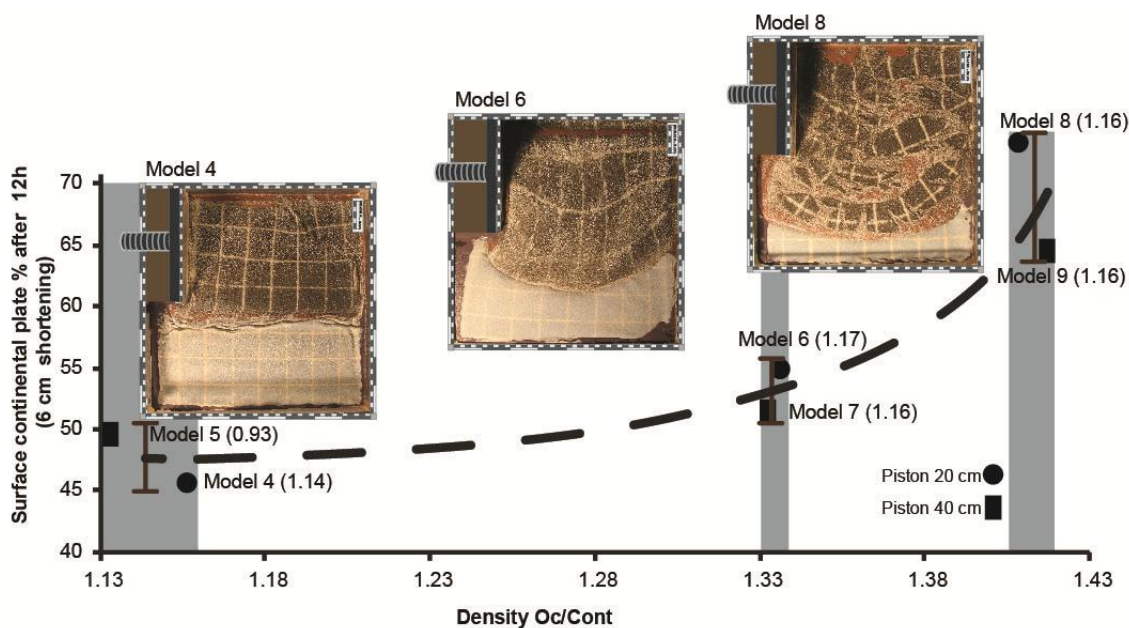 Model 8
Model 6
Model 4
Model 8 (1.16)
Model 9 (1.16)
Model 6 (1.17)
Model 7 (1.16)
Model 5 (0.93)
Model 4 (1.14)
Piston 20 cm
Piston 40 cm
Surface continental plate % after 12h
(6 cm shortening)
70
65
60
55
50
45
40
1.13
1.18
1.23
1.28
1.33
1.38
1.43
Density Oc/Cont